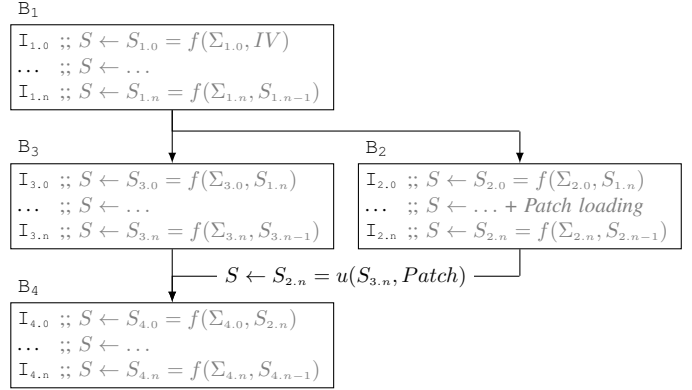 B₁
I₁.₀ ;; S ← S₁.₀ = f(Σ₁.₀, IV)
... ;; S ← ...
I₁.ₙ ;; S ← S₁.ₙ = f(Σ₁.ₙ, S₁.ₙ₋₁)
B₃
I₃.₀ ;; S ← S₃.₀ = f(Σ₃.₀, S₁.ₙ)
... ;; S ← ...
I₃.ₙ ;; S ← S₃.ₙ = f(Σ₃.ₙ, S₃.ₙ₋₁)
B₂
I₂.₀ ;; S ← S₂.₀ = f(Σ₂.₀, S₁.ₙ)
... ;; S ← ... + Patch loading
I₂.ₙ ;; S ← S₂.ₙ = f(Σ₂.ₙ, S₂.ₙ₋₁)
S ← S₂.ₙ = u(S₃.ₙ, Patch)
B₄
I₄.₀ ;; S ← S₄.₀ = f(Σ₄.₀, S₂.ₙ)
... ;; S ← ...
I₄.ₙ ;; S ← S₄.ₙ = f(Σ₄.ₙ, S₄.ₙ₋₁)